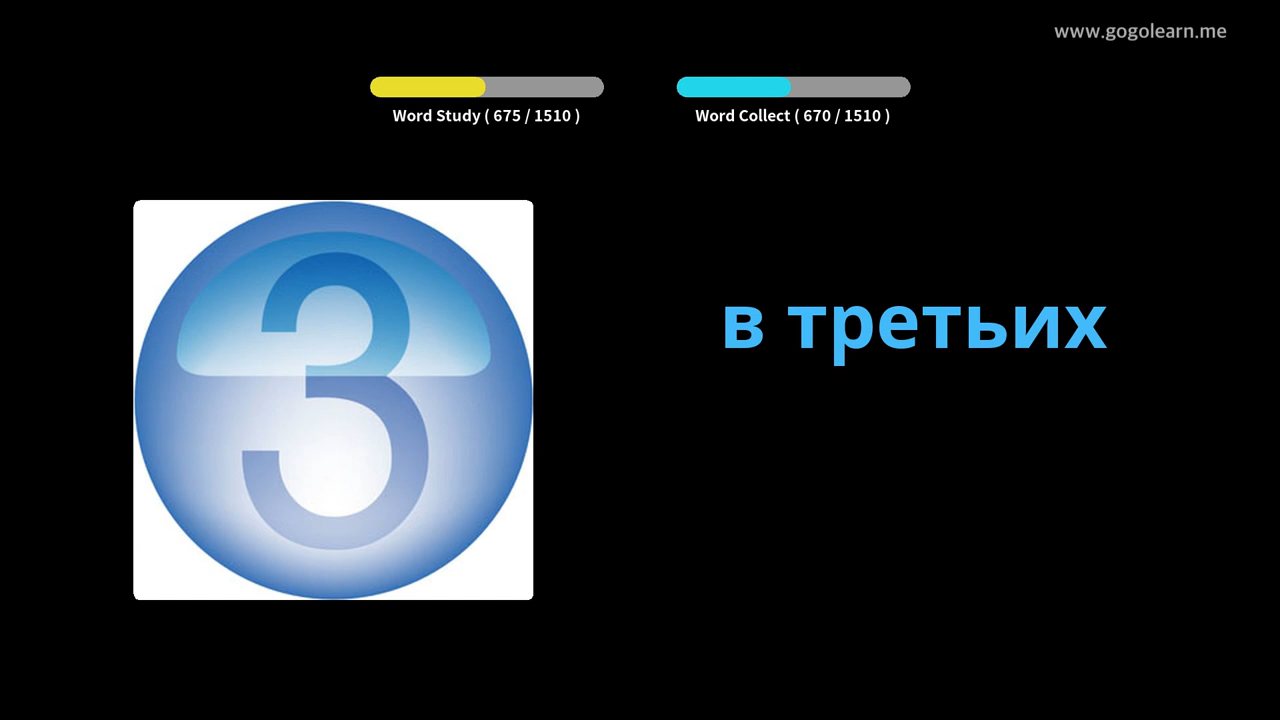 www.gogolearn.me
Word Study ( 675 / 1510 )
Word Collect ( 670 / 1510 )
3
в третьих